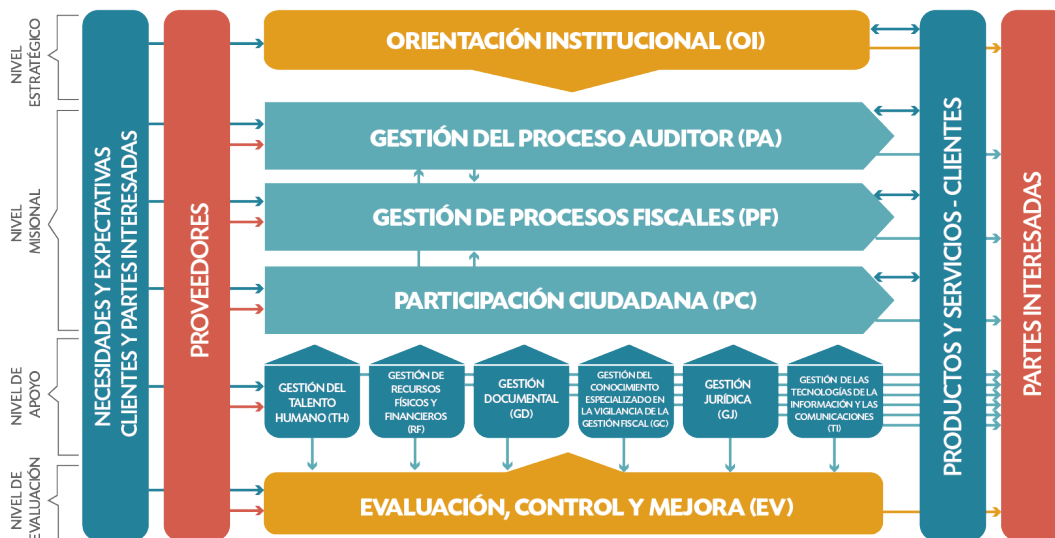 NIVEL
ESTRATÉGICO
NIVEL
MISIONAL
NIVEL DE
APOYO
NIVEL DE
EVALUACIÓN
NECESIDADES Y EXPECTATIVAS
CLIENTES Y PARTES INTERESADAS
PROVEEDORES
ORIENTACIÓN INSTITUCIONAL (OI)
GESTIÓN DEL PROCESO AUDITOR (PA)
GESTIÓN DE PROCESOS FISCALES (PF)
PARTICIPACIÓN CIUDADANA (PC)
GESTIÓN DEL
TALENTO
HUMANO (TH)
GESTIÓN DE
RECURSOS
FÍSICOS Y
FINANCIEROS
(RF)
GESTIÓN
DOCUMENTAL
(GD)
GESTIÓN DEL
CONOCIMIENTO
ESPECIALIZADO EN
LA VIGILANCIA DE LA
GESTIÓN FISCAL (GC)
GESTIÓN
JURÍDICA
(GJ)
GESTIÓN DE LAS
TECNOLOGÍAS DE LA
INFORMACIÓN Y LAS
COMUNICACIONES
(TI)
EVALUACIÓN, CONTROL Y MEJORA (EV)
PRODUCTOS Y SERVICIOS - CLIENTES
PARTES INTERESADAS